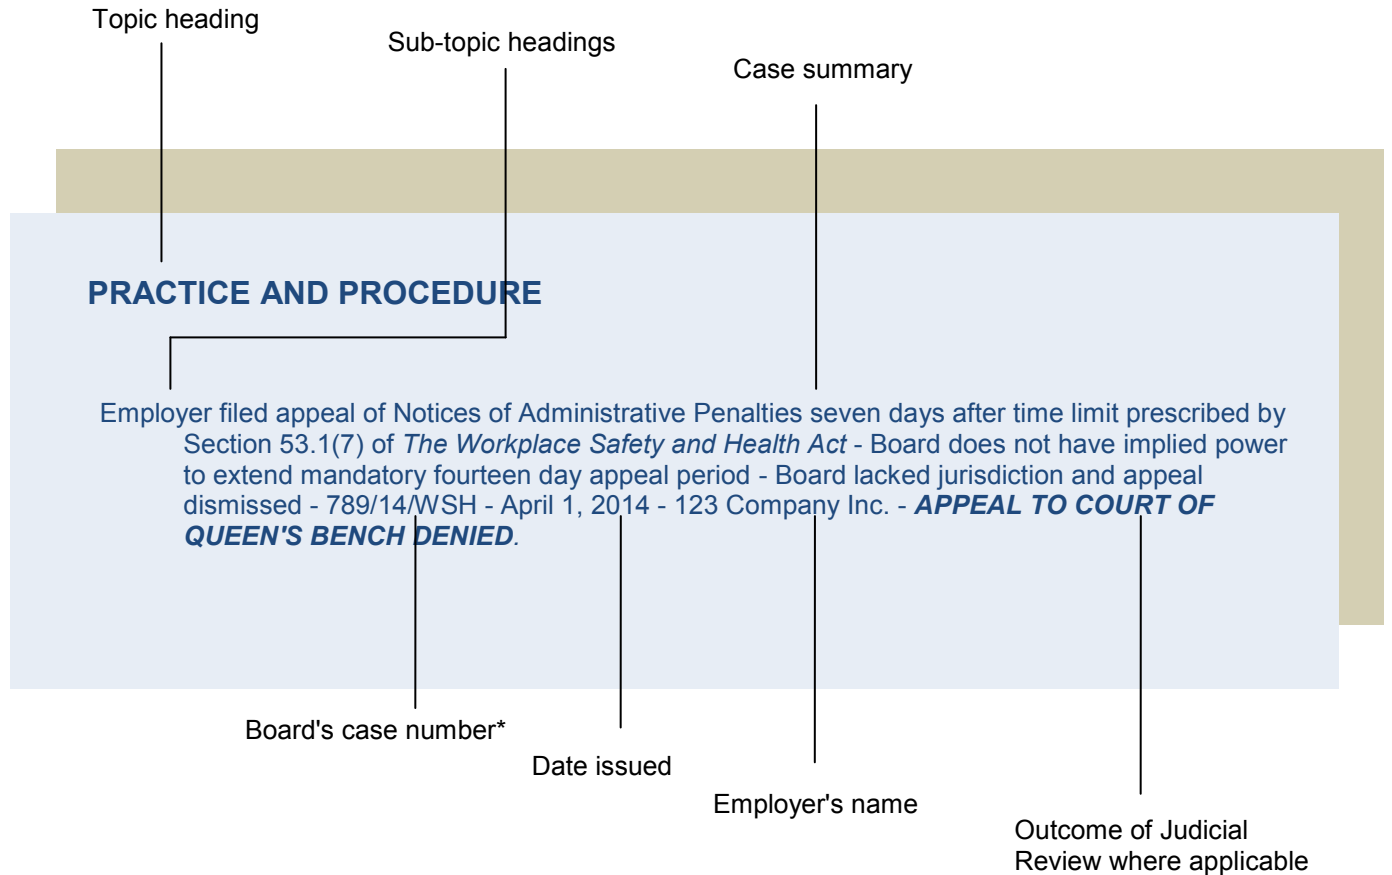 Topic heading
Sub-topic headings
Case summary
PRACTICE AND PROCEDURE
Employer filed appeal of Notices of Administrative Penalties seven days after time limit prescribed by
Section 53.1(7) of The Workplace Safety and Health Act - Board does not have implied power
to extend mandatory fourteen day appeal period - Board lacked jurisdiction and appeal
dismissed - 789/14/WSH - April 1, 2014 - 123 Company Inc. - APPEAL TO COURT OF
QUEEN'S BENCH DENIED.
Board's case number*
Date issued
Employer's name
Outcome of Judicial
Review where applicable